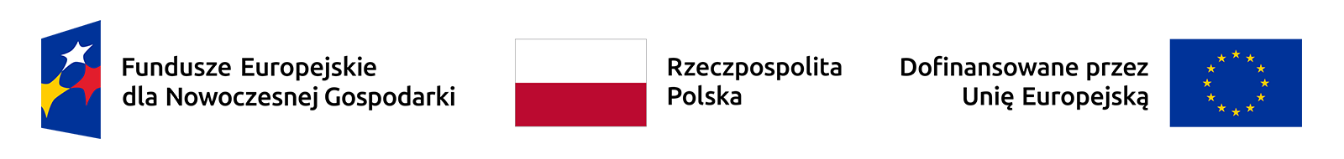 Fundusze Europejskie
dla Nowoczesnej Gospodarki
Rzeczpospolita
Polska
Dofinansowane przez
Unię Europejską